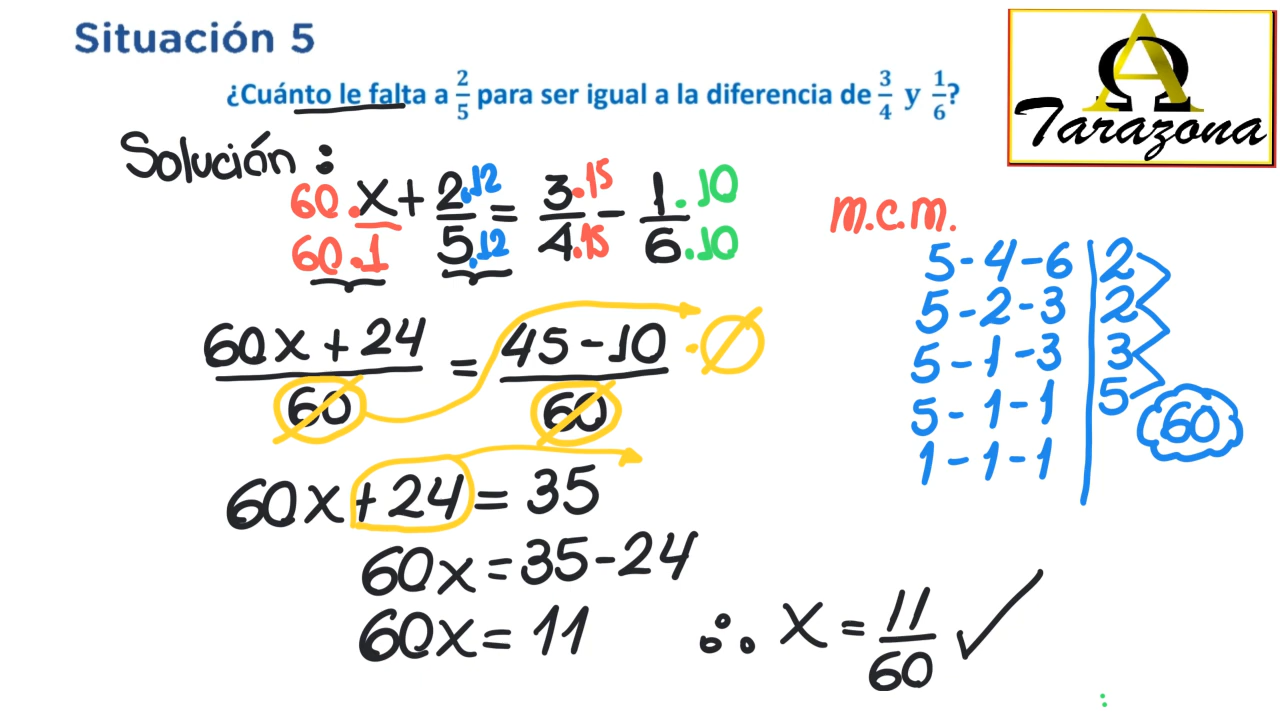 Situación 5
ΑΩ
Tarazona
¿Cuánto le falta a 2/5 para ser igual a la diferencia de 3/4 y 1/6?
Solución:
60.x/60.1 + 2.12/5.12 = 3.15/4.15 - 1.10/6.10
m.c.m.
5-4-6 | 2
5-2-3 | 2
5-1-3 | 3
5-1-1 | 5
1-1-1 |
60
60x+24/60 = 45-10/60 . 60
60x+24=35
60x=35-24
60x=11
∴ x = 11/60 ✓